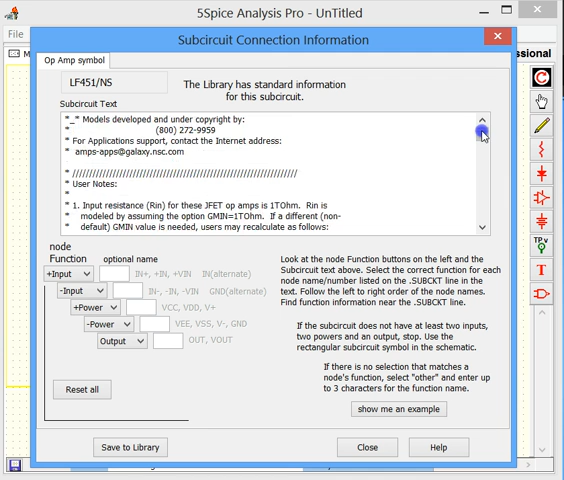 5Spice Analysis Pro - UnTitled
File
Subcircuit Connection Information
Op Amp symbol
LF451/NS
The Library has standard information
for this subcircuit.
Subcircuit Text
*_* Models developed and under copyright by:
* (800) 272-9959
* For Applications support, contact the Internet address:
* amps-apps@galaxy.nsc.com
* ////////////////////////////////////////////////////////
* User Notes:
*
* 1. Input resistance (Rin) for these JFET op amps is 1TOhm. Rin is
* modeled by assuming the option GMIN=1TOhm. If a different (non-
* default) GMIN value is needed, users may recalculate as follows:
node
Function optional name
+Input IN+, +IN, +VIN IN(alternate)
-Input IN-, -IN, -VIN GND(alternate)
+Power VCC, VDD, V+
-Power VEE, VSS, V-, GND
Output OUT, VOUT
Look at the node Function buttons on the left and the
Subcircuit text above. Select the correct function for each
node name/number listed on the .SUBCKT line in the
text. Follow the left to right order of the node names.
Find function information near the .SUBCKT line.
If the subcircuit does not have at least two inputs,
two powers and an output, stop. Use the
rectangular subcircuit symbol in the schematic.
If there is no selection that matches a
node's function, select "other" and enter up
to 3 characters for the function name.
Reset all
show me an example
Save to Library
Close
Help
C
TPv
T